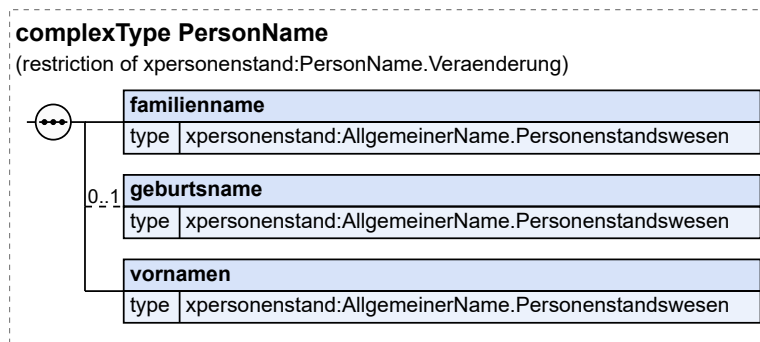 complexType PersonName
(restriction of xpersonenstand:PersonName.Veraenderung)
familienname
type xpersonenstand:AllgemeinerName.Personenstandswesen
0..1 geburtsname
type xpersonenstand:AllgemeinerName.Personenstandswesen
vornamen
type xpersonenstand:AllgemeinerName.Personenstandswesen